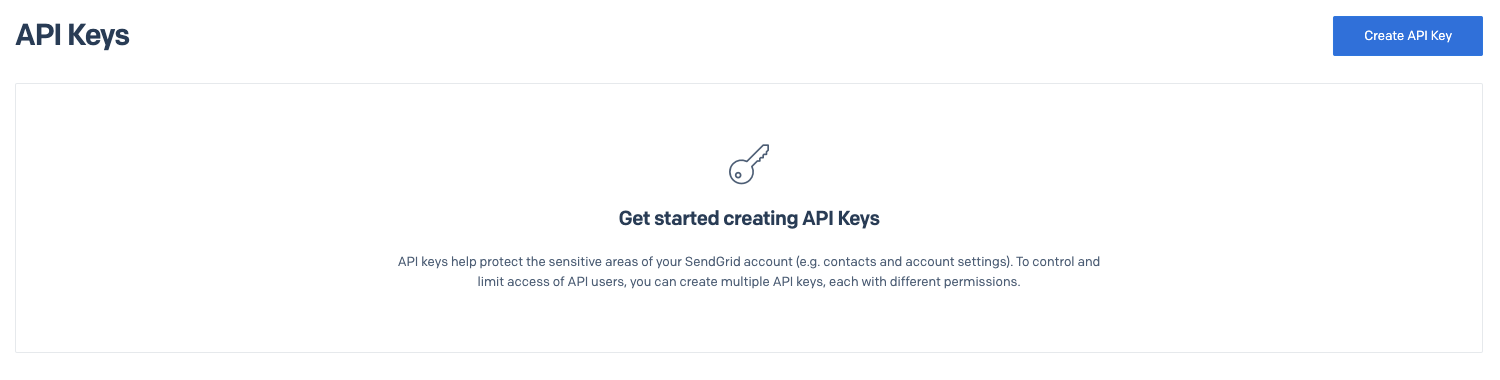 API Keys
Create API Key
Get started creating API Keys
API keys help protect the sensitive areas of your SendGrid account (e.g. contacts and account settings). To control and
limit access of API users, you can create multiple API keys, each with different permissions.